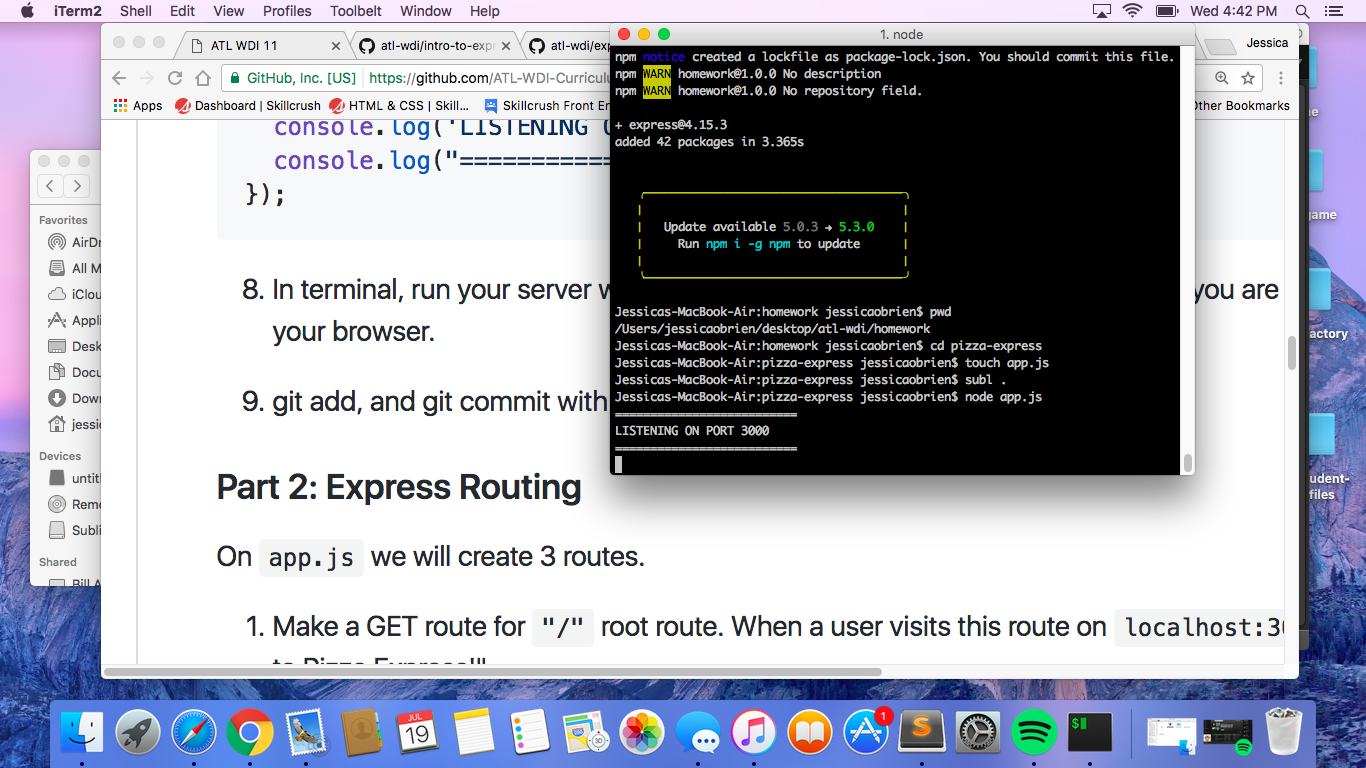 iTerm2 Shell Edit View Profiles Toolbelt Window Help Wed 4:42 PM
1. node
ATL WDI 11 atl-wdi/intro-to-exp atl-wdi/exp Jessica
GitHub, Inc. [US] https://github.com/ATL-WDI-Curricul
Apps Dashboard | Skillcrush HTML & CSS | Skill... Skillcrush Front En ther Bookmarks
npm notice created a lockfile as package-lock.json. You should commit this file.
npm WARN homework@1.0.0 No description
npm WARN homework@1.0.0 No repository field.
+ express@4.15.3
added 42 packages in 3.365s
Update available 5.0.3 → 5.3.0
Run npm i -g npm to update
Jessicas-MacBook-Air:homework jessicaobrien$ pwd
/Users/jessicaobrien/desktop/atl-wdi/homework
Jessicas-MacBook-Air:homework jessicaobrien$ cd pizza-express
Jessicas-MacBook-Air:pizza-express jessicaobrien$ touch app.js
Jessicas-MacBook-Air:pizza-express jessicaobrien$ subl .
Jessicas-MacBook-Air:pizza-express jessicaobrien$ node app.js
==========================
LISTENING ON PORT 3000
==========================
console.log('LISTENING
console.log("===========
});
8. In terminal, run your server w you are
your browser.
9. git add, and git commit with
Part 2: Express Routing
On app.js we will create 3 routes.
1. Make a GET route for "/" root route. When a user visits this route on localhost:30
to Pizza Express!!"
Favorites
AirDr
All M
iClou
Appli
Desk
Docu
Dow
jessi
Devices
untit
Remo
Subli
Shared
Bill A
ame
actory
udent-
files
JUL
19
1